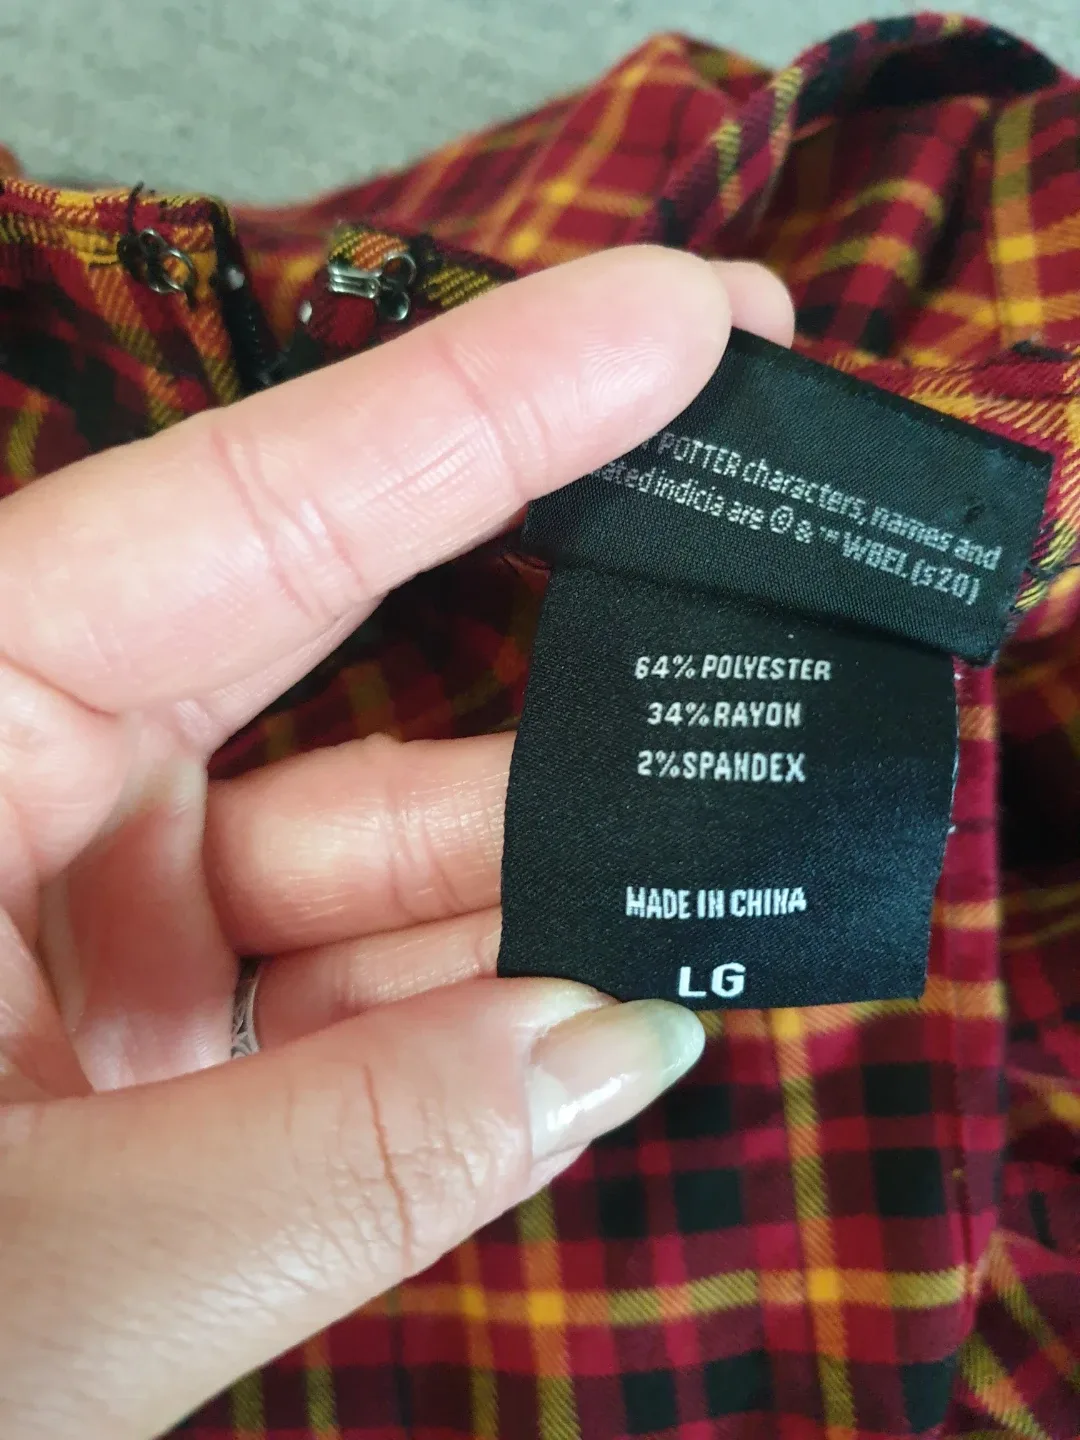 POTTER characters, names and
indicia are © & ™ WBEI. (s20)
64% POLYESTER
34% RAYON
2% SPANDEX
MADE IN CHINA
LG